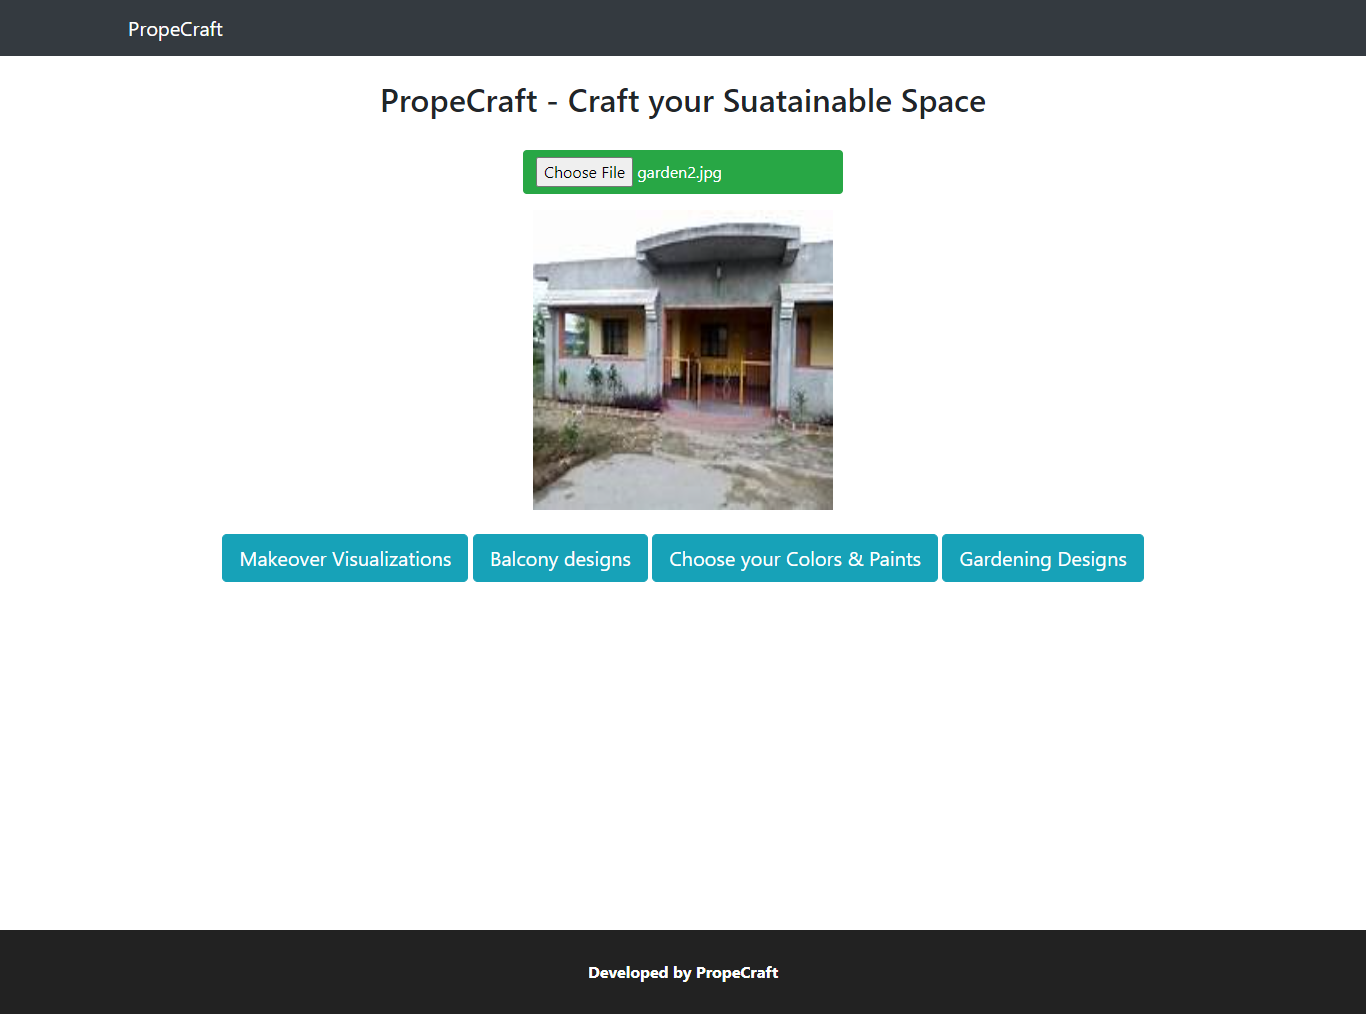 PropeCraft
PropeCraft - Craft your Suatainable Space
Choose File garden2.jpg
Makeover Visualizations Balcony designs Choose your Colors & Paints Gardening Designs
Developed by PropeCraft